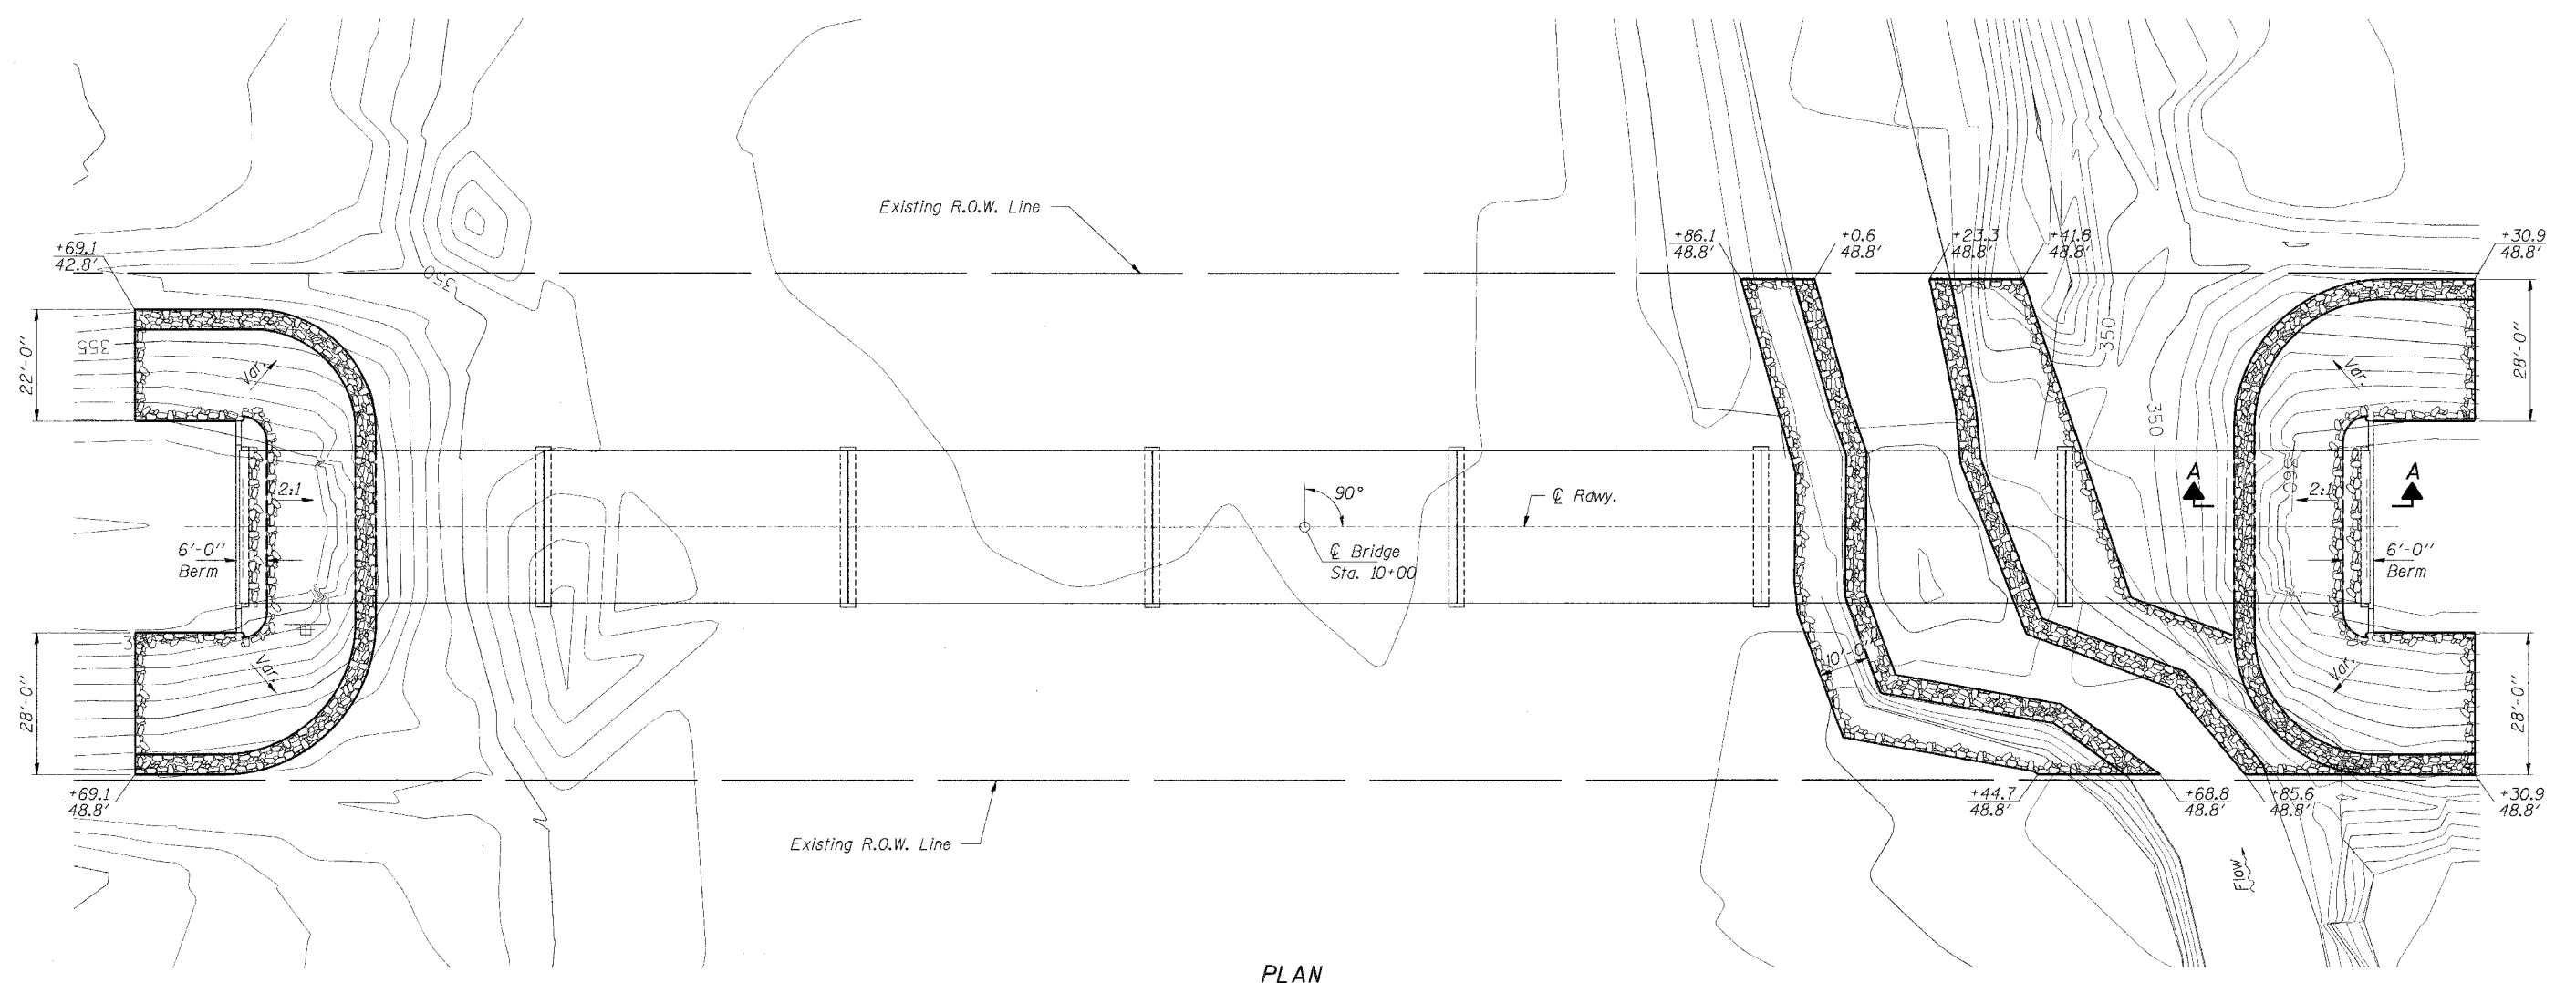 Existing R.O.W. Line
+69.1
42.8'
+86.1
48.8'
+0.6
48.8'
+23.3
48.8'
+41.8
48.8'
+30.9
48.8'
350
350
355
22'-0"
Var.
Var.
28'-0"
350
A
A
2:1
90°
℄ Rdwy.
360
2:1
6'-0"
Berm
℄ Bridge
Sta. 10+00
6'-0"
Berm
28'-0"
Var.
10'-0"
Var.
28'-0"
+69.1
48.8'
+44.7
48.8'
+68.8
48.8'
+85.6
48.8'
+30.9
48.8'
Existing R.O.W. Line
Flow
PLAN